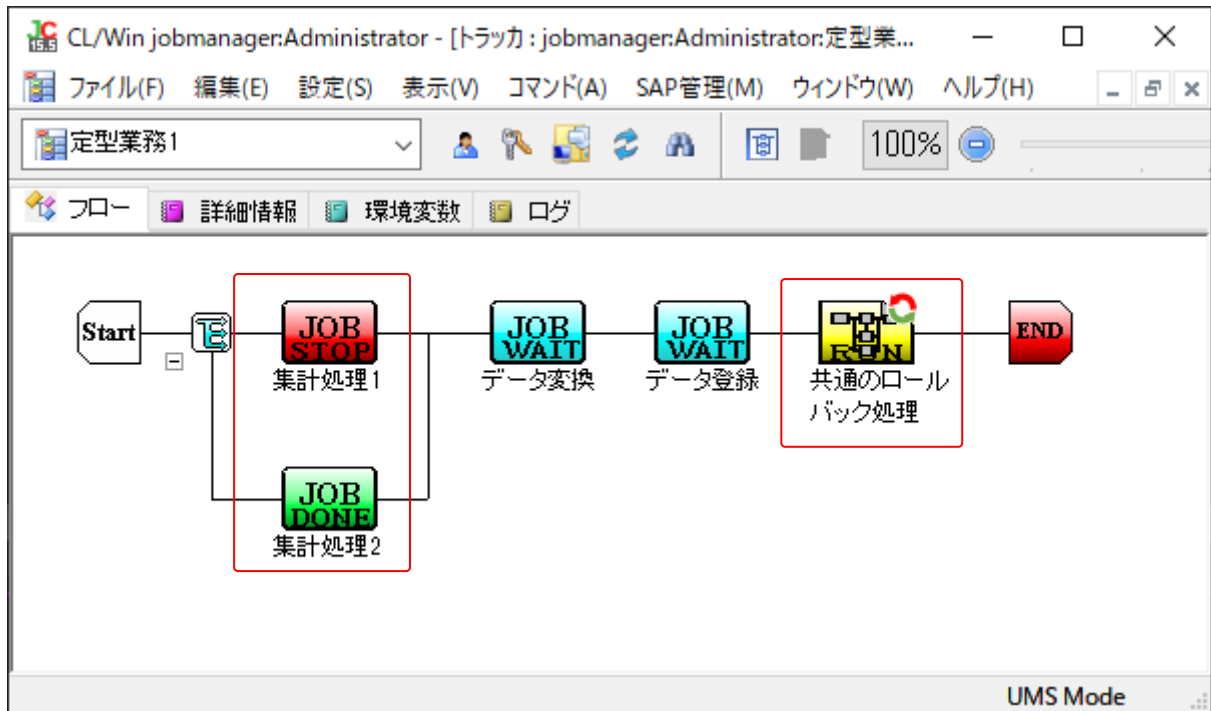 JC
15.5
CL/Win jobmanager:Administrator - [トラッカ : jobmanager:Administrator:定型業...
ファイル(F) 編集(E) 設定(S) 表示(V) コマンド(A) SAP管理(M) ウィンドウ(W) ヘルプ(H)
定型業務1
100%
フロー 詳細情報 環境変数 ログ
Start
JOB
STOP
集計処理1
JOB
WAIT
データ変換
JOB
WAIT
データ登録
RUN
共通のロール
バック処理
END
JOB
DONE
集計処理2
UMS Mode